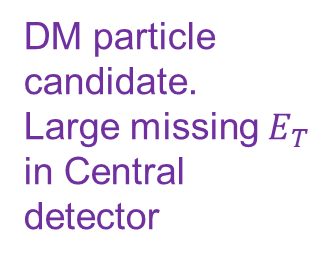 DM particle
candidate.
Large missing $E_T$
in Central
detector